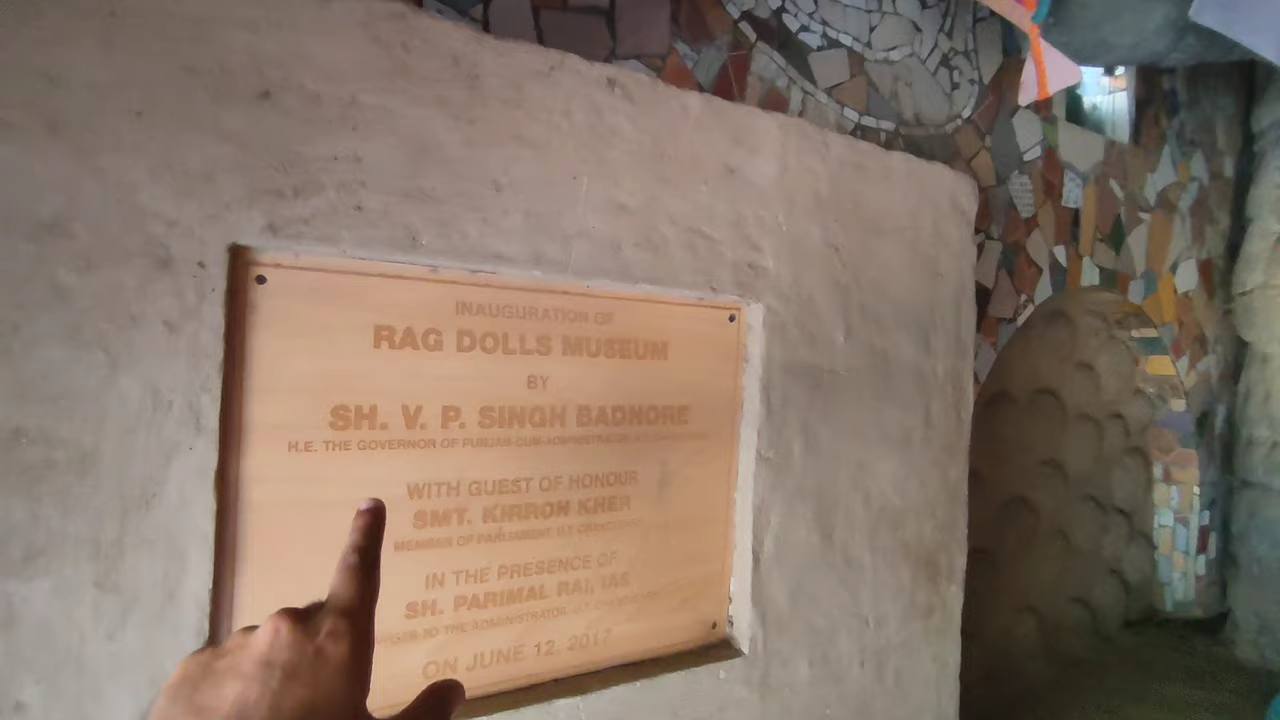 INAUGURATION OF
RAG DOLLS MUSEUM
BY
SH. V. P. SINGH BADNORE
H.E. THE GOVERNOR OF PUNJAB-CUM-ADMINISTRATOR, U.T.
WITH GUEST OF HONOUR
SMT. KIRRON KHER
MEMBER OF PARLIAMENT, U.T. CHANDIGARH
IN THE PRESENCE OF
SH. PARIMAL RAI, IAS
TO THE ADMINISTRATOR, U.T. CHANDIGARH
ON JUNE 12, 2017